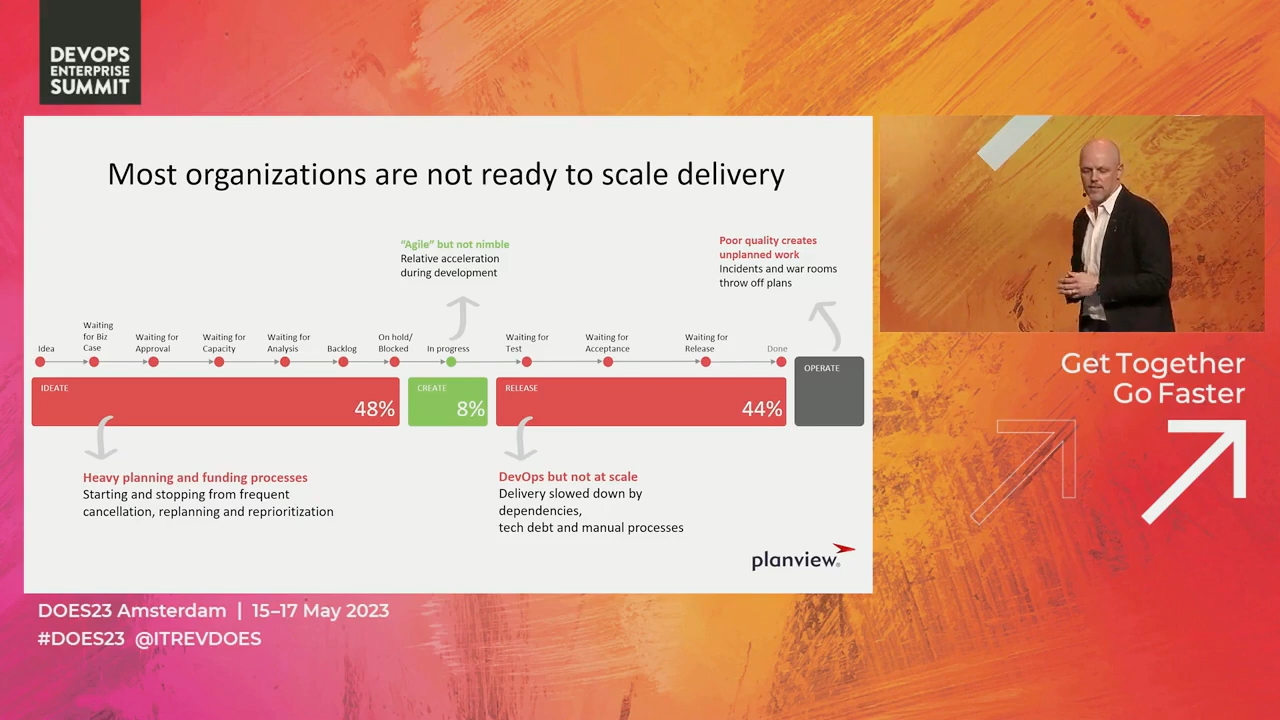 DEVOPS
ENTERPRISE
SUMMIT
Most organizations are not ready to scale delivery
“Agile” but not nimble
Relative acceleration
during development
Poor quality creates
unplanned work
Incidents and war rooms
throw off plans
Idea
Waiting
for Biz
Case
Waiting for
Approval
Waiting for
Capacity
Waiting for
Analysis
Backlog
On hold/
Blocked
In progress
Waiting for
Test
Waiting for
Acceptance
Waiting for
Release
Done
IDEATE
48%
CREATE
8%
RELEASE
44%
OPERATE
Heavy planning and funding processes
Starting and stopping from frequent
cancellation, replanning and reprioritization
DevOps but not at scale
Delivery slowed down by
dependencies,
tech debt and manual processes
planview®
Get Together
Go Faster
DOES23 Amsterdam | 15–17 May 2023
#DOES23 @ITREVDOES